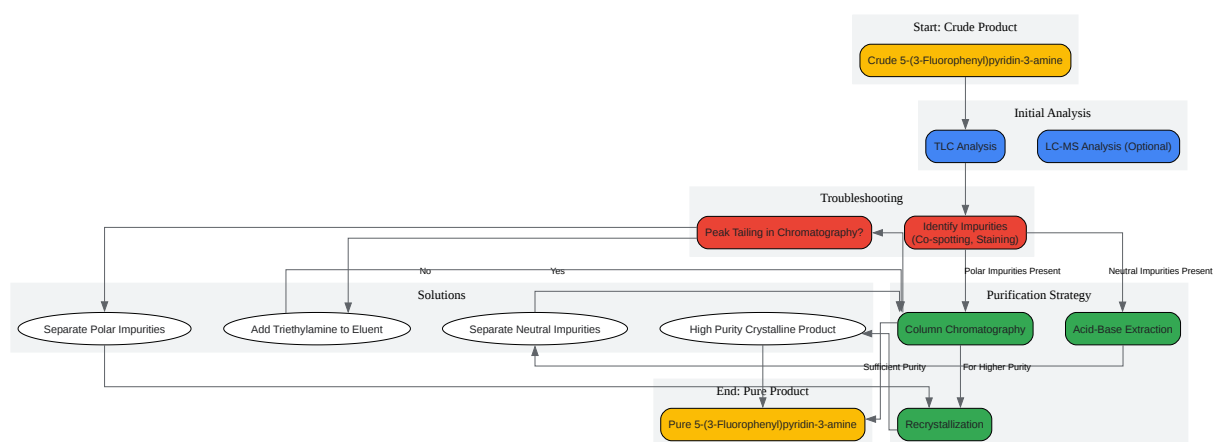 Start: Crude Product
Crude 5-(3-Fluorophenyl)pyridin-3-amine
Initial Analysis
TLC Analysis
LC-MS Analysis (Optional)
Troubleshooting
Peak Tailing in Chromatography?
Identify Impurities
(Co-spotting, Staining)
No
Yes
Polar Impurities Present
Neutral Impurities Present
Solutions
Purification Strategy
Separate Polar Impurities
Add Triethylamine to Eluent
Separate Neutral Impurities
High Purity Crystalline Product
Column Chromatography
Acid-Base Extraction
Sufficient Purity
For Higher Purity
End: Pure Product
Pure 5-(3-Fluorophenyl)pyridin-3-amine
Recrystallization